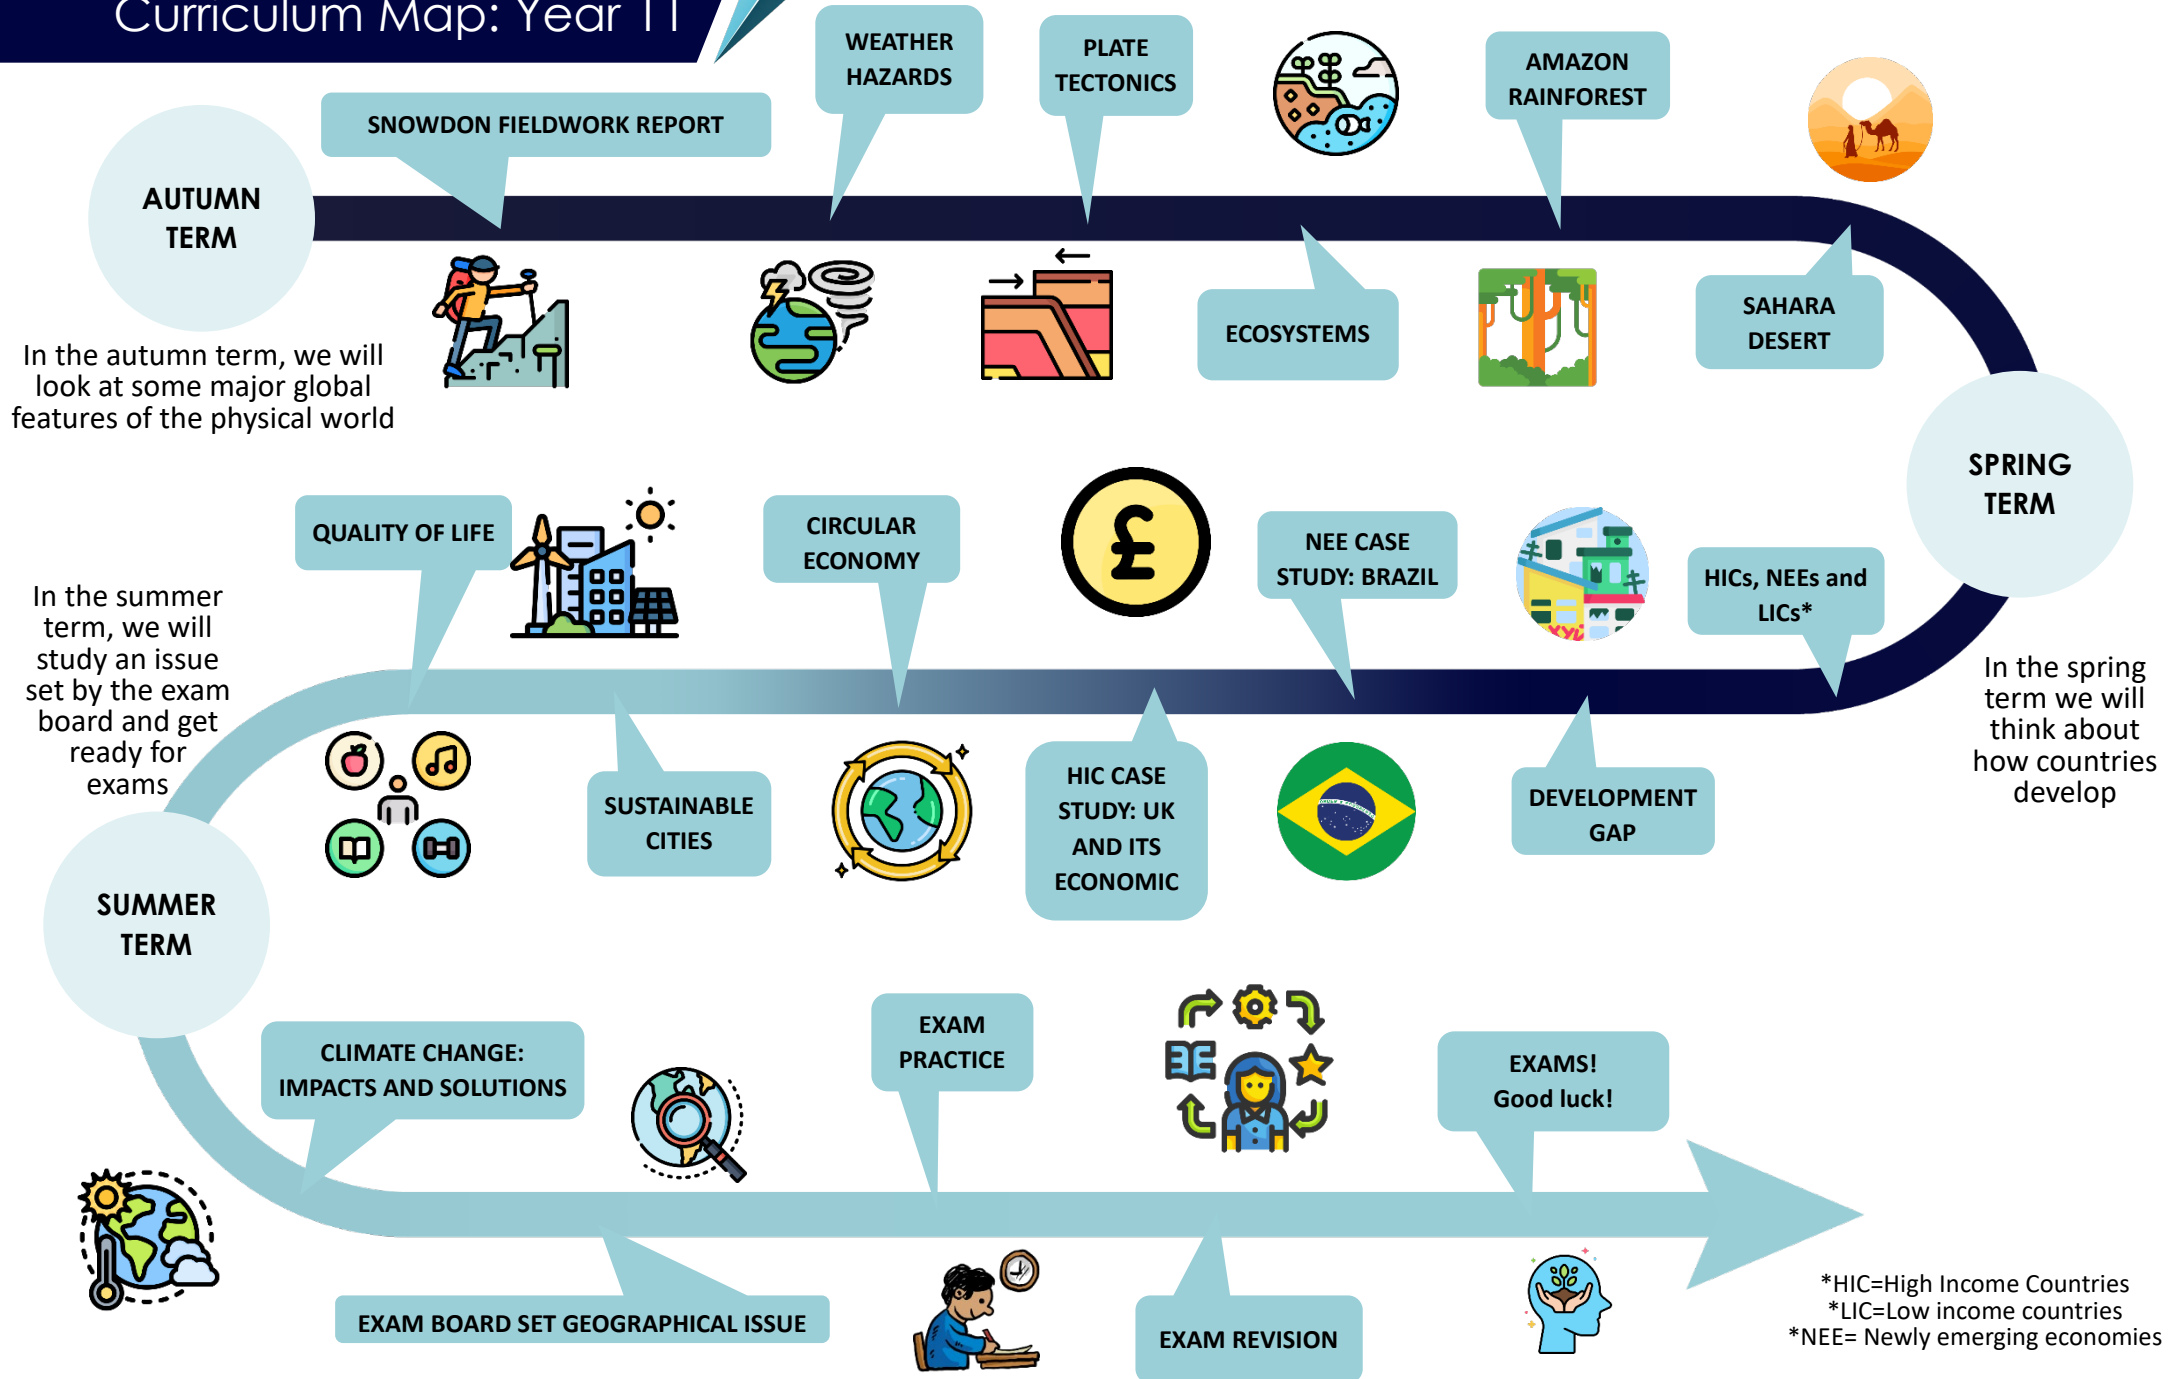 Curriculum Map: Year 11
WEATHER
HAZARDS
PLATE
TECTONICS
AMAZON
RAINFOREST
SNOWDON FIELDWORK REPORT
AUTUMN
TERM
ECOSYSTEMS
SAHARA
DESERT
In the autumn term, we will
look at some major global
features of the physical world
SPRING
TERM
In the spring
term we will
think about
how countries
develop
HICs, NEEs and
LICs*
DEVELOPMENT
GAP
NEE CASE
STUDY: BRAZIL
HIC CASE
STUDY: UK
AND ITS
ECONOMIC
CIRCULAR
ECONOMY
SUSTAINABLE
CITIES
QUALITY OF LIFE
In the summer
term, we will
study an issue
set by the exam
board and get
ready for
exams
SUMMER
TERM
CLIMATE CHANGE:
IMPACTS AND SOLUTIONS
EXAM BOARD SET GEOGRAPHICAL ISSUE
EXAM
PRACTICE
EXAM REVISION
EXAMS!
Good luck!
*HIC=High Income Countries
*LIC=Low income countries
*NEE= Newly emerging economies